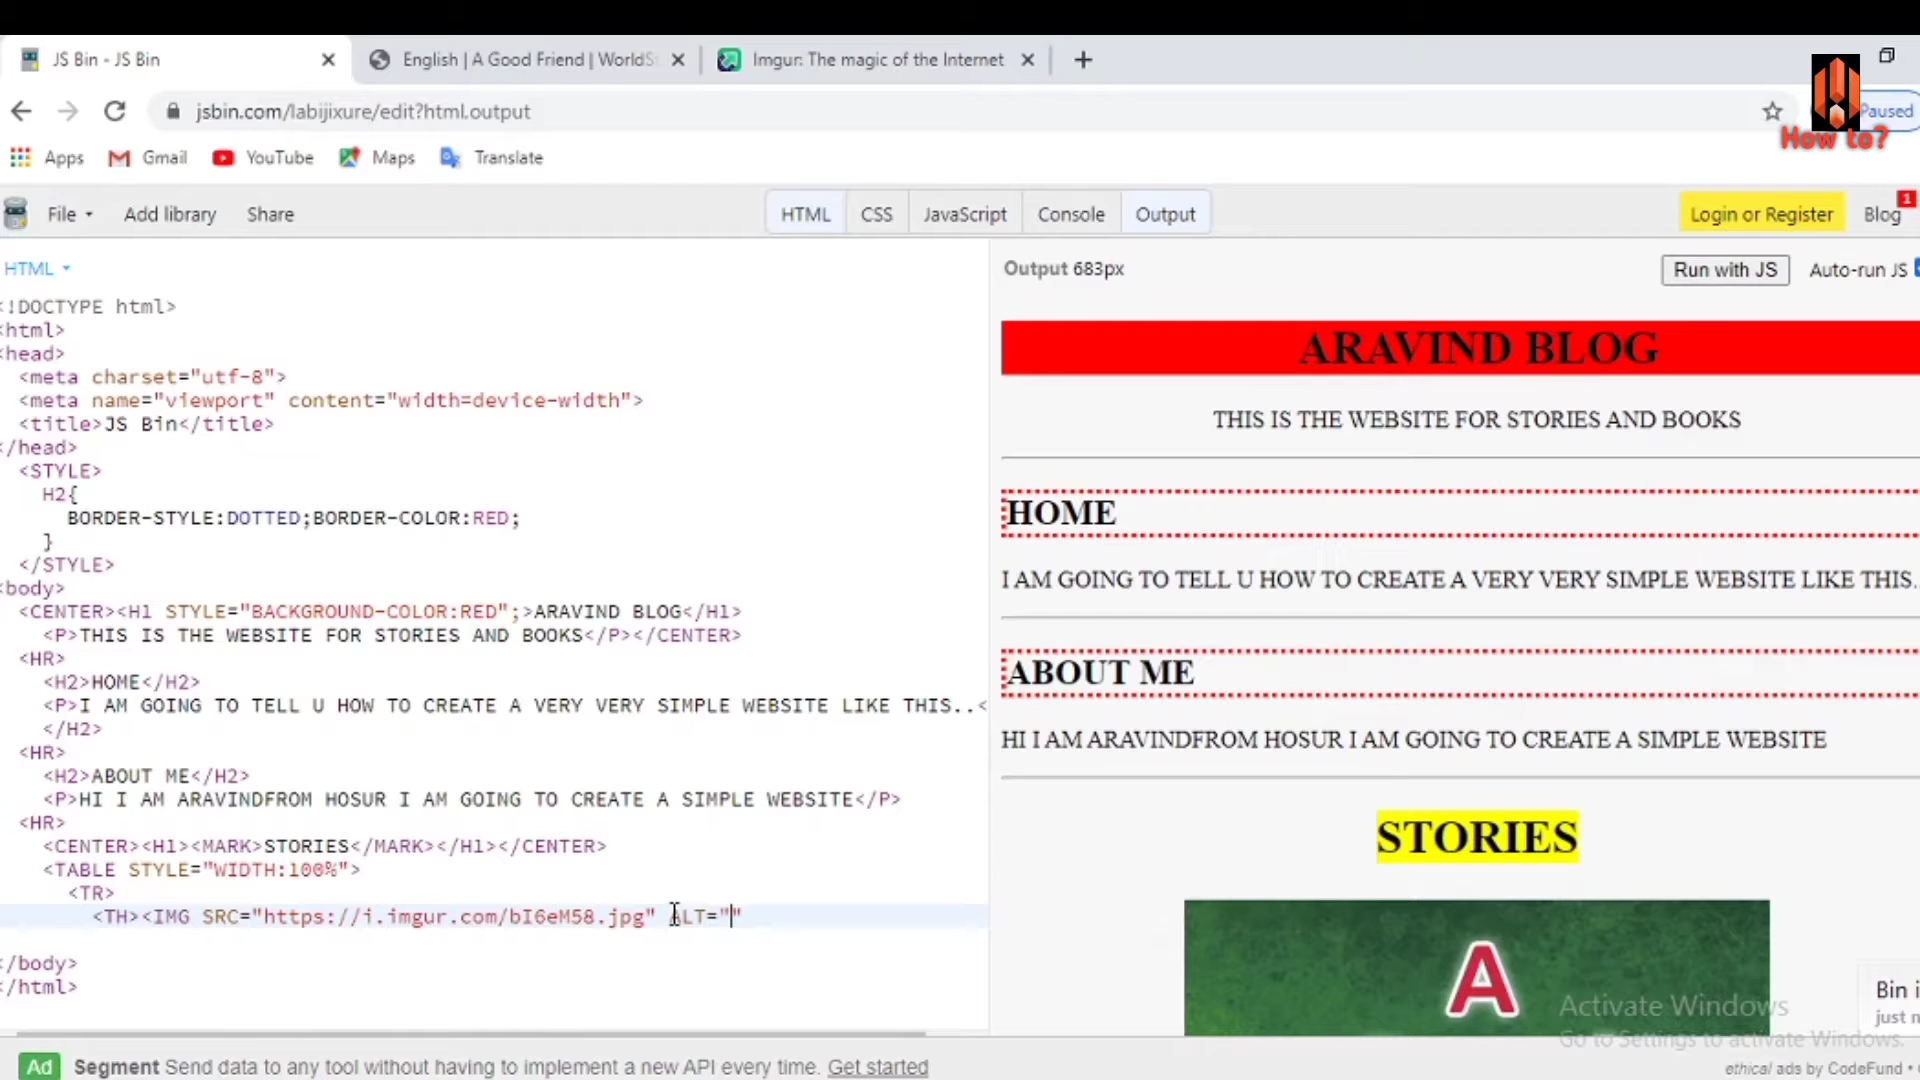 JS Bin - JS Bin
English | A Good Friend | WorldS
Imgur: The magic of the Internet
jsbin.com/labijixure/edit?html,output
Paused
How to?
Apps
Gmail
YouTube
Maps
Translate
File
Add library
Share
HTML
CSS
JavaScript
Console
Output
Login or Register
Blog
1
HTML
Output 683px
Run with JS
Auto-run JS
<!DOCTYPE html>
<html>
<head>
<meta charset="utf-8">
<meta name="viewport" content="width=device-width">
<title>JS Bin</title>
</head>
<STYLE>
H2{
BORDER-STYLE:DOTTED;BORDER-COLOR:RED;
}
</STYLE>
<body>
<CENTER><H1 STYLE="BACKGROUND-COLOR:RED";>ARAVIND BLOG</H1>
<P>THIS IS THE WEBSITE FOR STORIES AND BOOKS</P></CENTER>
<HR>
<H2>HOME</H2>
<P>I AM GOING TO TELL U HOW TO CREATE A VERY VERY SIMPLE WEBSITE LIKE THIS..<
</H2>
<HR>
<H2>ABOUT ME</H2>
<P>HI I AM ARAVINDFROM HOSUR I AM GOING TO CREATE A SIMPLE WEBSITE</P>
<HR>
<CENTER><H1><MARK>STORIES</MARK></H1></CENTER>
<TABLE STYLE="WIDTH:100%">
<TR>
<TH><IMG SRC="https://i.imgur.com/bI6eM58.jpg" ALT=""
</body>
</html>
ARAVIND BLOG
THIS IS THE WEBSITE FOR STORIES AND BOOKS
HOME
I AM GOING TO TELL U HOW TO CREATE A VERY VERY SIMPLE WEBSITE LIKE THIS..
ABOUT ME
HI I AM ARAVINDFROM HOSUR I AM GOING TO CREATE A SIMPLE WEBSITE
STORIES
A
Activate Windows
Go to Settings to activate Windows.
Bin i
just n
Ad
Segment Send data to any tool without having to implement a new API every time. Get started
ethical ads by CodeFund •